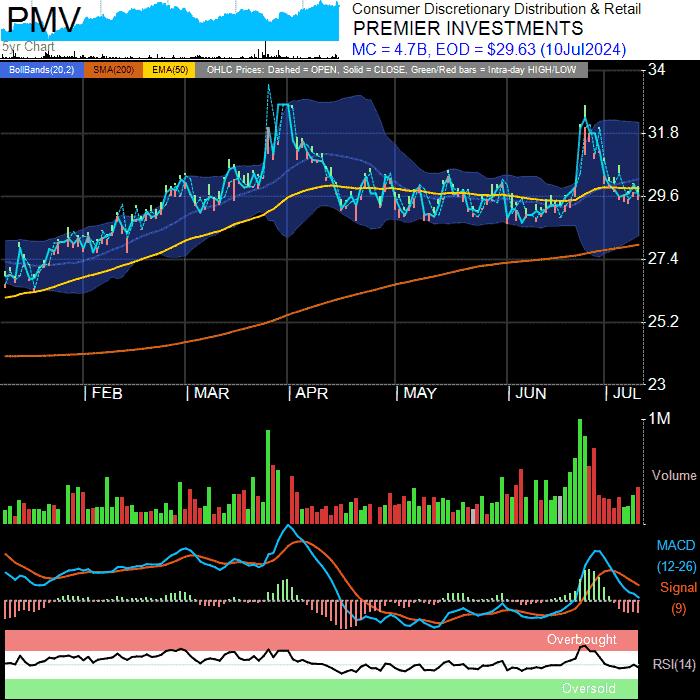 PMV
5yr Chart
Consumer Discretionary Distribution & Retail
PREMIER INVESTMENTS
MC = 4.7B, EOD = $29.63 (10Jul2024)
BollBands(20,2) SMA(200) EMA(50) OHLC Prices: Dashed = OPEN, Solid = CLOSE, Green/Red bars = Intra-day HIGH/LOW
34
31.8
29.6
27.4
25.2
23
FEB MAR APR MAY JUN JUL
1M
Volume
MACD
(12-26)
Signal
(9)
Overbought
RSI(14)
Oversold